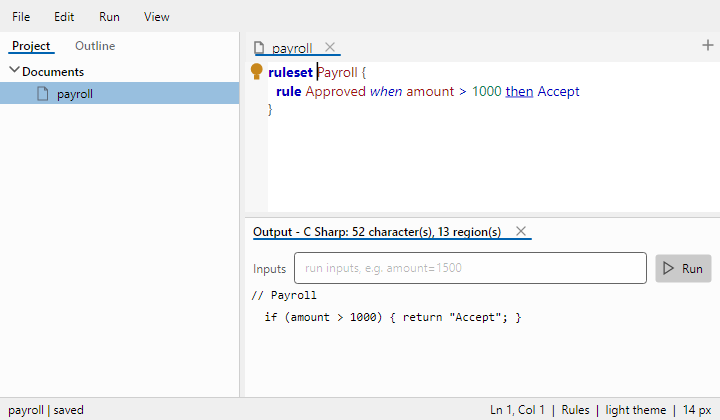 File Edit Run View
Project Outline
Documents
payroll
payroll
ruleset Payroll {
rule Approved when amount > 1000 then Accept
}
Output - C Sharp: 52 character(s), 13 region(s)
Inputs run inputs, e.g. amount=1500 Run
// Payroll
if (amount > 1000) { return "Accept"; }
payroll | saved Ln 1, Col 1 | Rules | light theme | 14 px